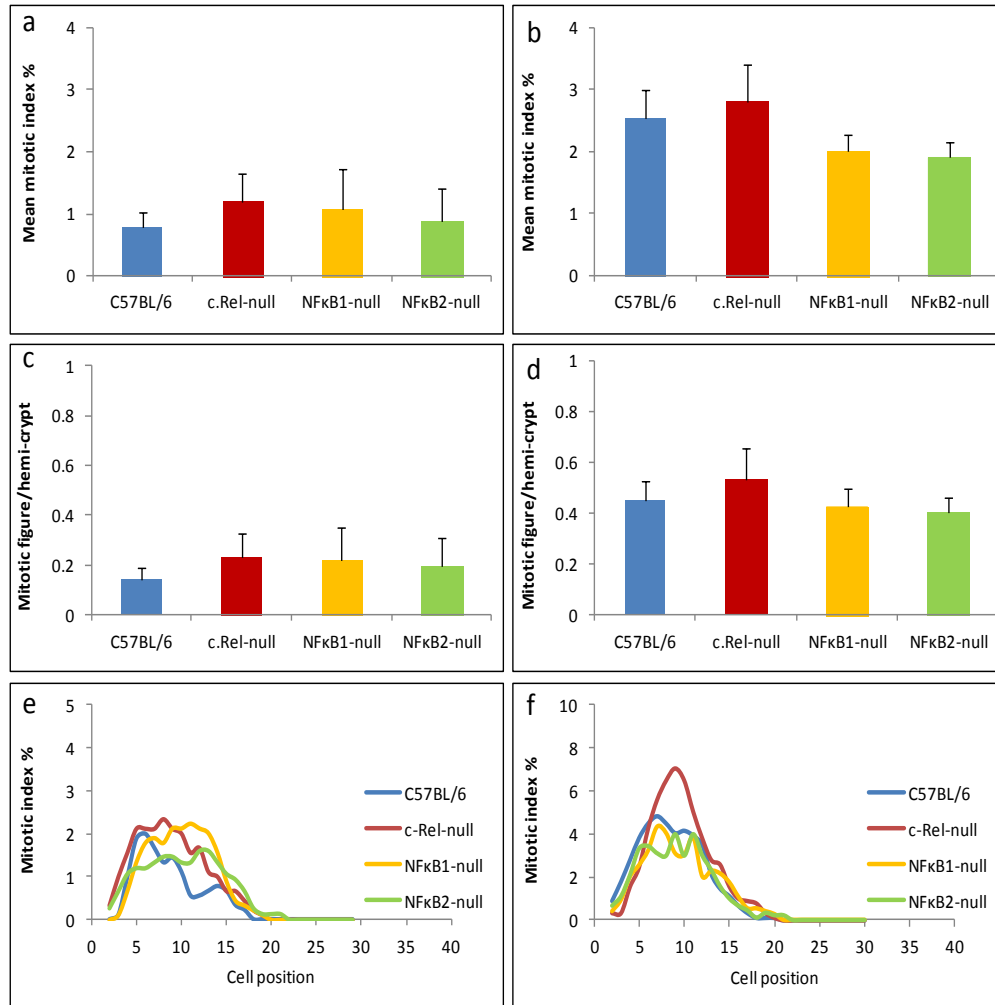 a
Mean mitotic index %
4
3
2
1
0
C57BL/6 c.Rel-null NFκB1-null NFκB2-null
b
Mean mitotic index %
4
3
2
1
0
C57BL/6 c.Rel-null NFκB1-null NFκB2-null
c
Mitotic figure/hemi-crypt
1
0.8
0.6
0.4
0.2
0
C57BL/6 c.Rel-null NFκB1-null NFκB2-null
d
Mitotic figure/hemi-crypt
1
0.8
0.6
0.4
0.2
0
C57BL/6 c.Rel-null NFκB1-null NFκB2-null
e
Mitotic index %
5
4
3
2
1
0
C57BL/6
c-Rel-null
NFκB1-null
NFκB2-null
0 5 10 15 20 25 30 35 40
Cell position
f
Mitotic index %
10
8
6
4
2
0
C57BL/6
c-Rel-null
NFκB1-null
NFκB2-null
0 5 10 15 20 25 30 35 40
Cell position